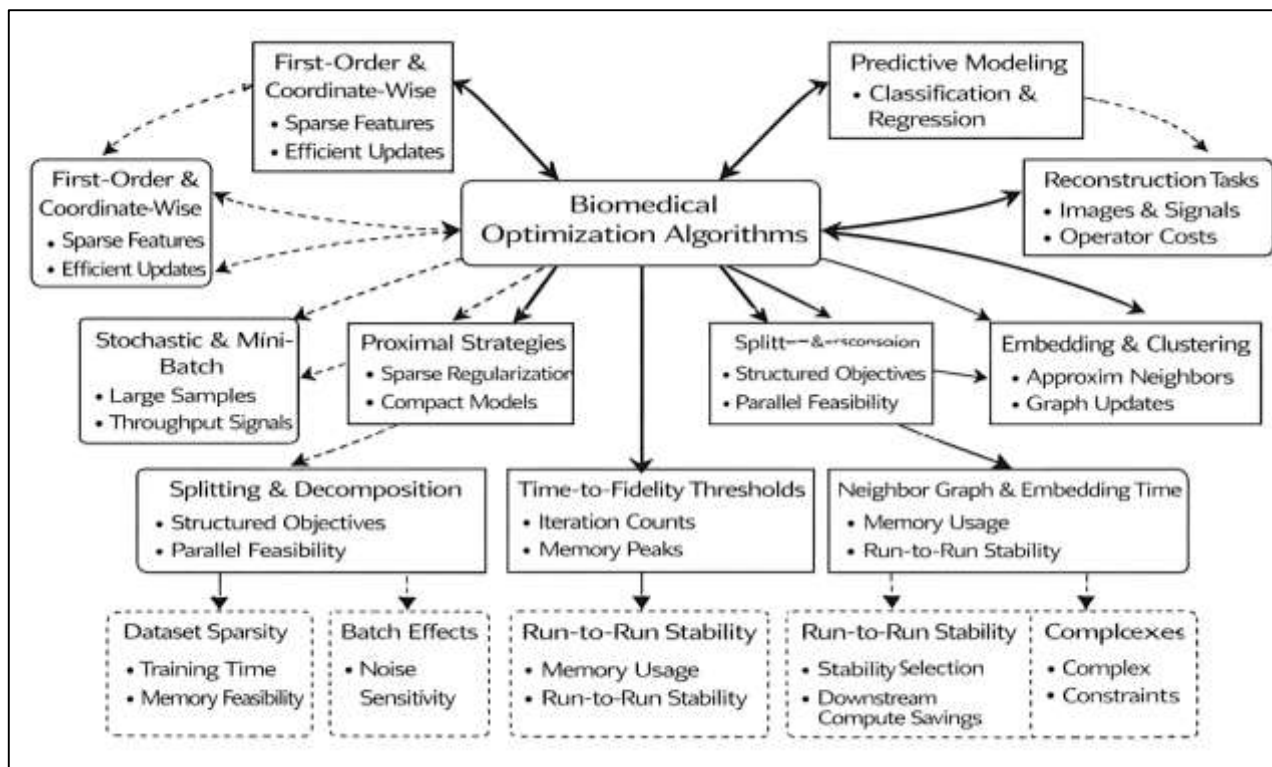 First-Order &
Coordinate-Wise
• Sparse Features
• Efficient Updates
Predictive Modeling
• Classification &
Regression
First-Order &
Coordinate-Wise
• Sparse Features
• Efficient Updates
Biomedical
Optimization Algorithms
Reconstruction Tasks
• Images & Signals
• Operator Costs
Stochastic & Mini-
Batch
• Large Samples
• Throughput Signals
Proximal Strategies
• Sparse Regularization
• Compact Models
&
• Structured Objectives
• Parallel Feasibility
Embedding & Clustering
• Approxim Neighbors
• Graph Updates
Splitting & Decomposition
• Structured Objectives
• Parallel Feasibility
Time-to-Fidelity Thresholds
• Iteration Counts
• Memory Peaks
Neighbor Graph & Embedding Time
• Memory Usage
• Run-to-Run Stability
Dataset Sparsity
• Training Time
• Memory Feasibility
Batch Effects
• Noise
Sensitivity
Run-to-Run Stability
• Memory Usage
• Run-to-Run Stability
Run-to-Run Stability
• Stability Selection
• Downstream
Compute Savings
• Complex
• Constraints